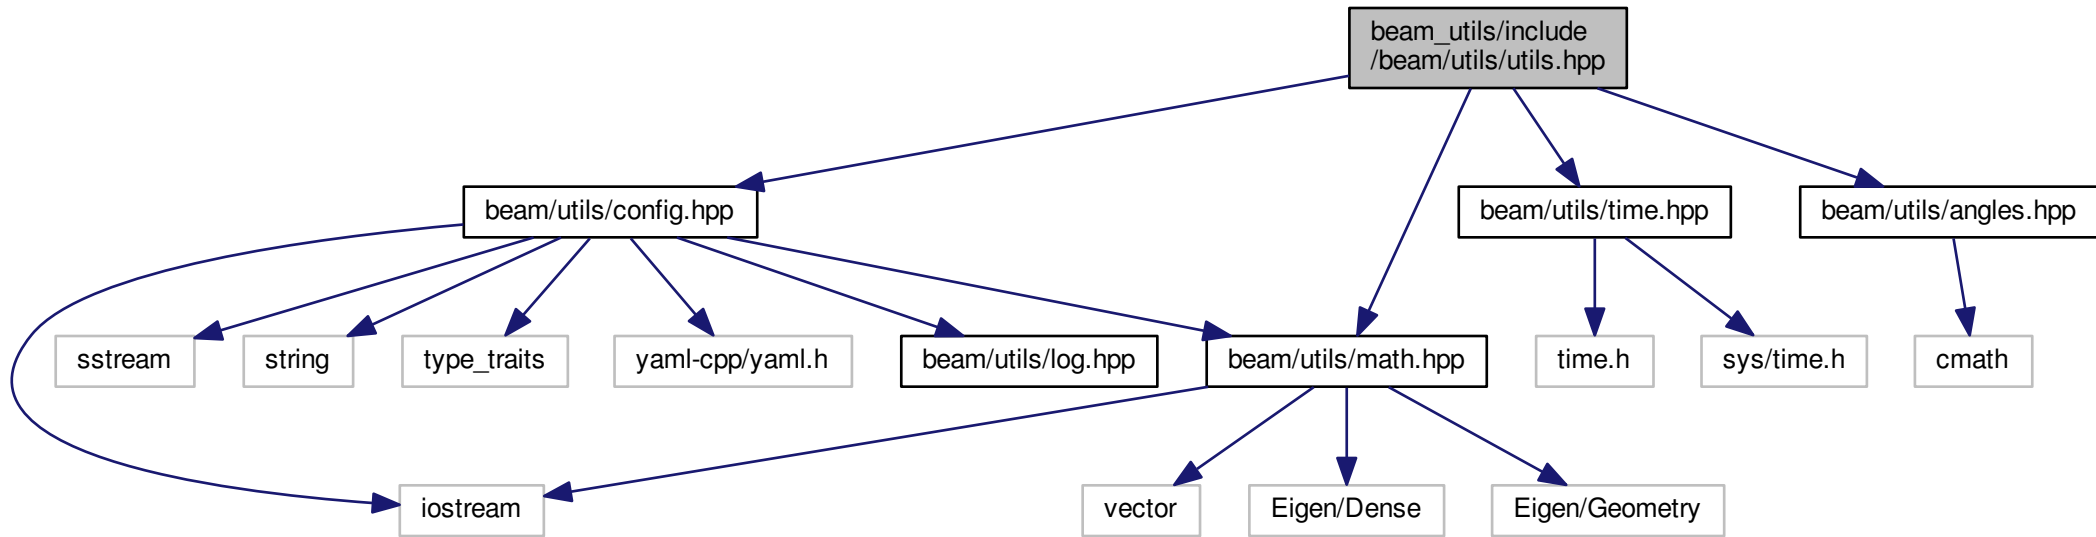 beam_utils/include
/beam/utils/utils.hpp
beam/utils/config.hpp
beam/utils/time.hpp
beam/utils/angles.hpp
sstream
string
type_traits
yaml-cpp/yaml.h
beam/utils/log.hpp
beam/utils/math.hpp
time.h
sys/time.h
cmath
iostream
vector
Eigen/Dense
Eigen/Geometry